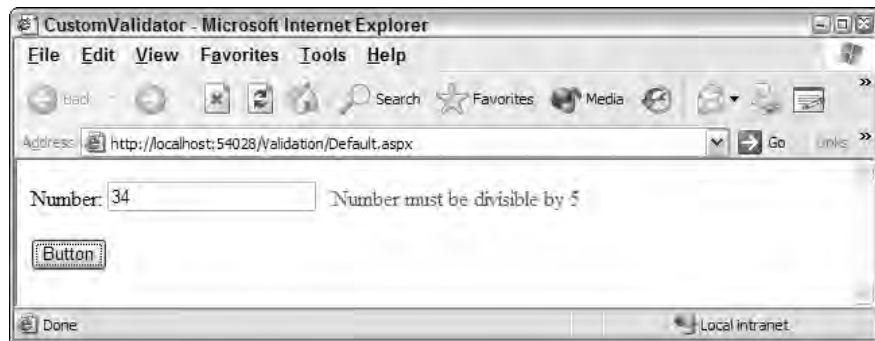 CustomValidator - Microsoft Internet Explorer
File Edit View Favorites Tools Help
Back Search Favorites Media »
Address http://localhost:54028/Validation/Default.aspx Go Links »
Number: 34 Number must be divisible by 5
Button
Done Local intranet